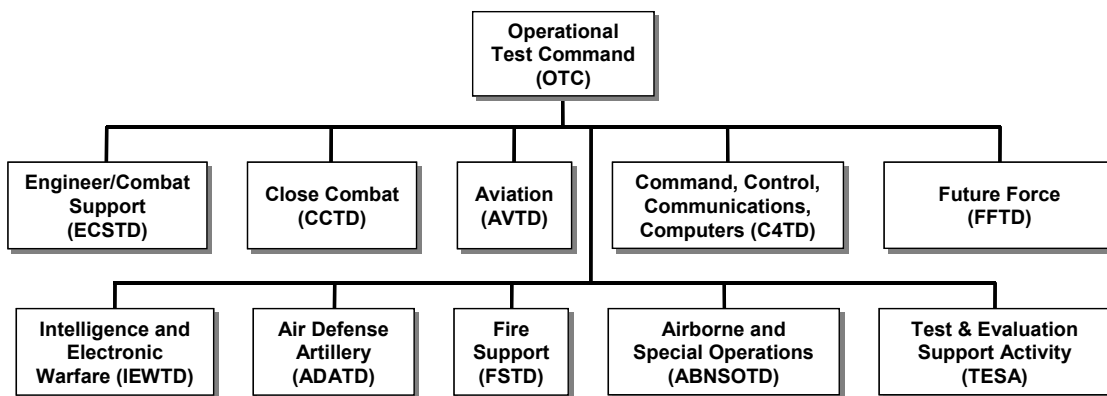 Operational
Test Command
(OTC)
Engineer/Combat
Support
(ECSTD)
Close Combat
(CCTD)
Aviation
(AVTD)
Command, Control,
Communications,
Computers (C4TD)
Future Force
(FFTD)
Intelligence and
Electronic
Warfare (IEWTD)
Air Defense
Artillery
(ADATD)
Fire
Support
(FSTD)
Airborne and
Special Operations
(ABNSOTD)
Test & Evaluation
Support Activity
(TESA)